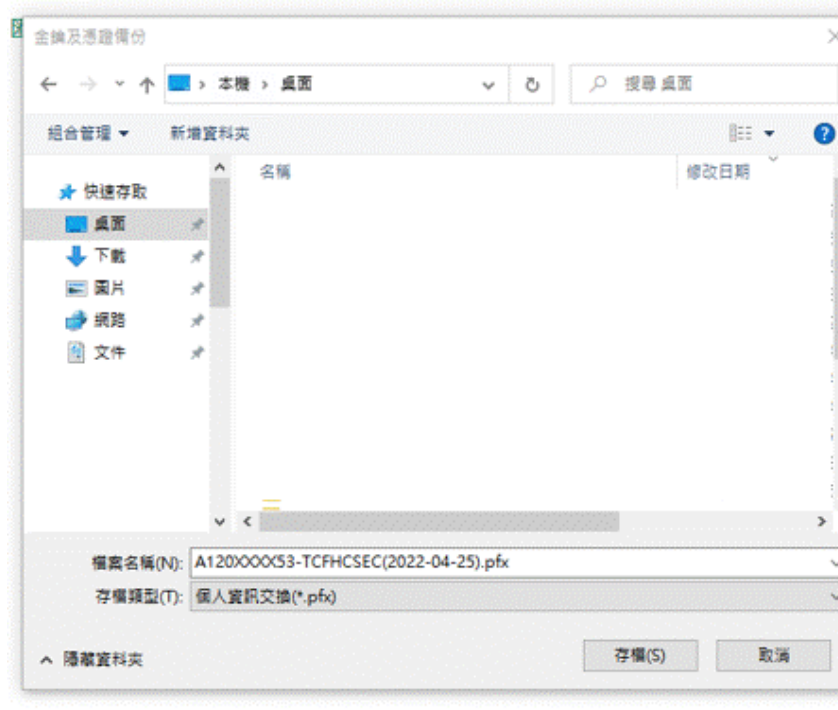 金鑰及憑證備份
本機 › 桌面
搜尋 桌面
組合管理
新增資料夾
名稱
修改日期
快速存取
桌面
下載
圖片
網路
文件
檔案名稱(N): A120XXXX53-TCFHCSEC(2022-04-25).pfx
存檔類型(T): 個人資訊交換(*.pfx)
隱藏資料夾
存檔(S)
取消